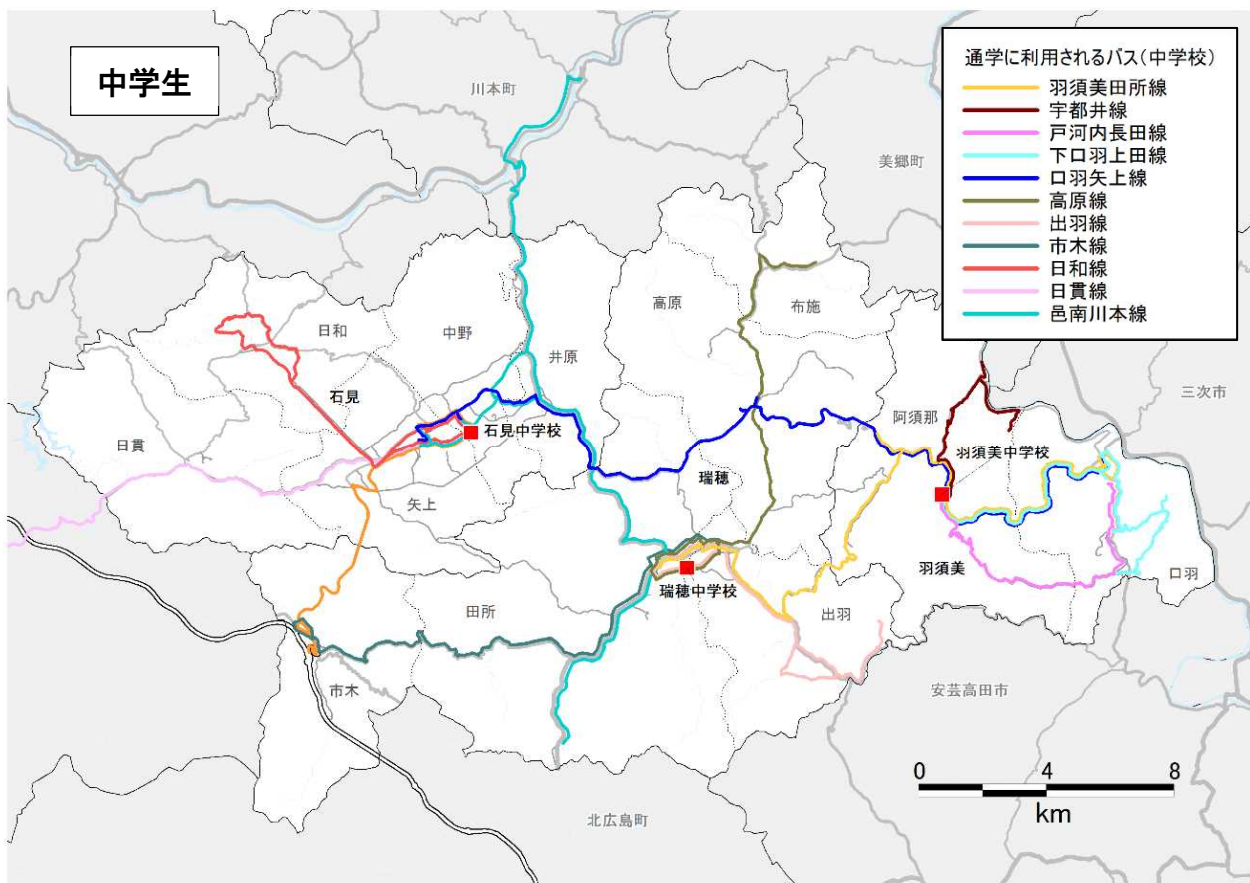 中学生
通学に利用されるバス(中学校)
羽須美田所線
宇都井線
戸河内長田線
下口羽上田線
口羽矢上線
高原線
出羽線
市木線
日和線
日貫線
邑南川本線
川本町
美郷町
日和
中野
井原
高原
布施
阿須那
三次市
石見
石見中学校
日貫
矢上
瑞穂
羽須美中学校
羽須美
口羽
瑞穂中学校
田所
出羽
市木
安芸高田市
北広島町
0 4 8
km